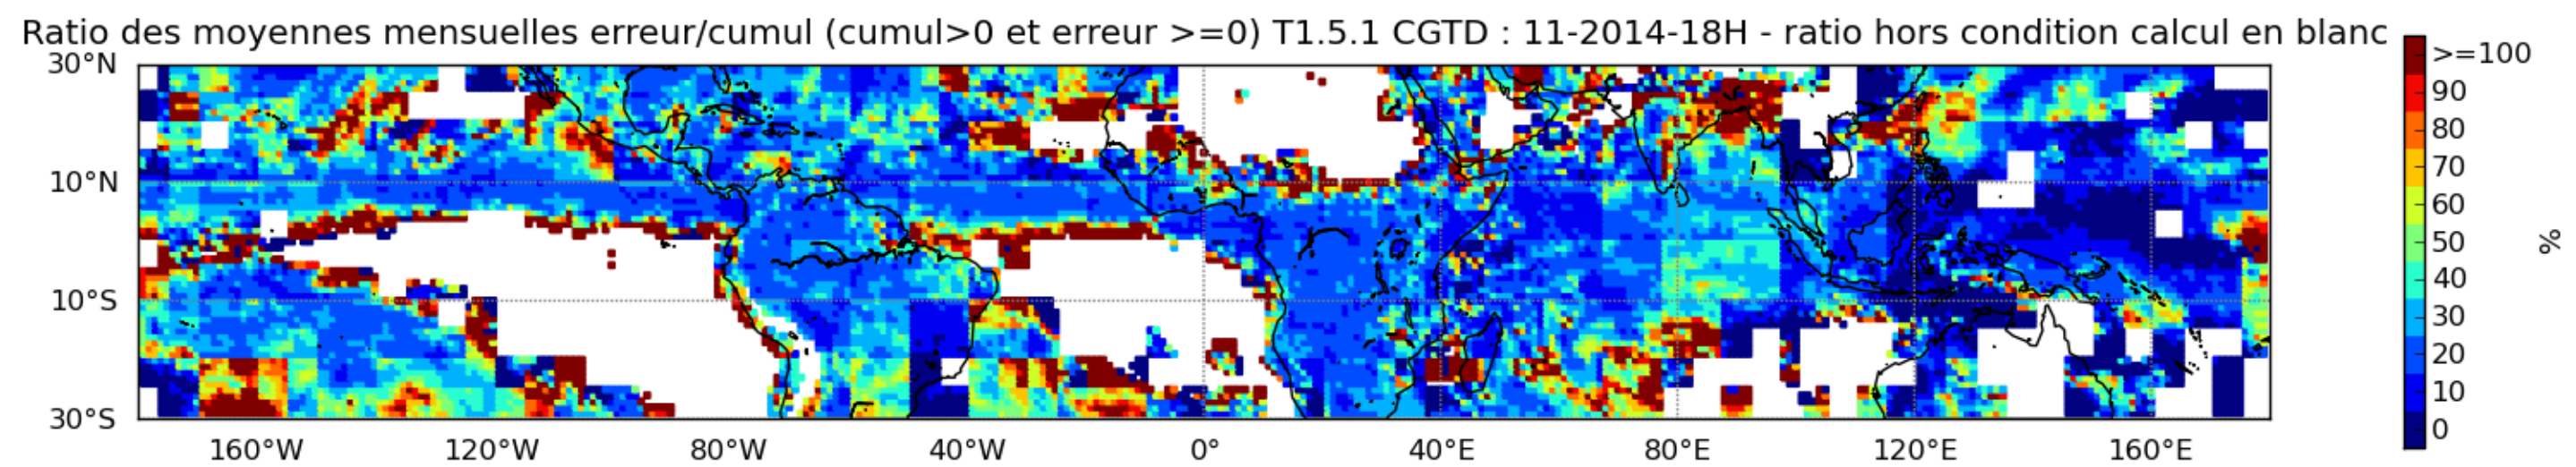 Ratio des moyennes mensuelles erreur/cumul (cumul>0 et erreur >=0) T1.5.1 CGTD : 11-2014-18H - ratio hors condition calcul en blanc
30°N
10°N
10°S
30°S
160°W 120°W 80°W 40°W 0° 40°E 80°E 120°E 160°E
>=100
90
80
70
60
50
40
30
20
10
0
%